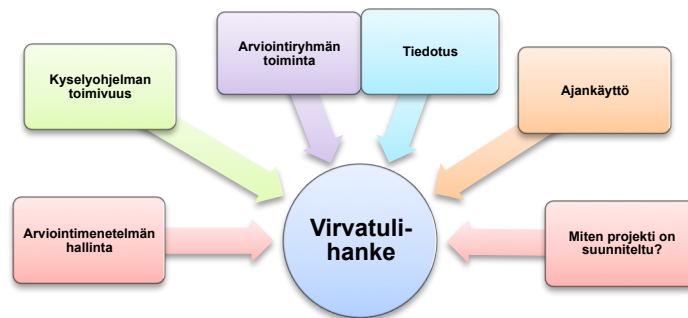 Arviointiryhmän
toiminta
Tiedotus
Kyselyohjelman
toimivuus
Ajankäyttö
Arviointimenetelmän
hallinta
Virvatuli-
hanke
Miten projekti on
suunniteltu?